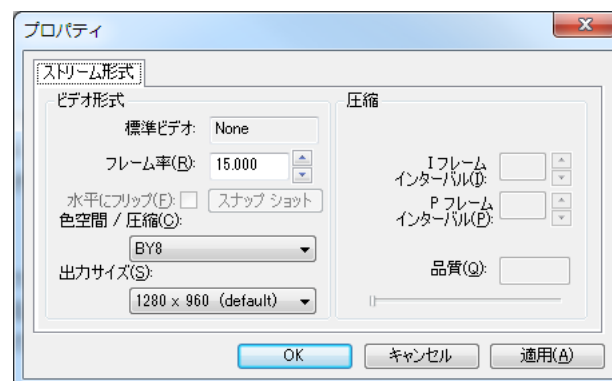 プロパティ
ストリーム形式
ビデオ形式
標準ビデオ: None
フレーム率(R): 15.000
水平にフリップ(F): スナップ ショット
色空間 / 圧縮(C):
BY8
出力サイズ(S):
1280 x 960 (default)
圧縮
I フレーム
インターバル(I):
P フレーム
インターバル(P):
品質(Q):
OK キャンセル 適用(A)